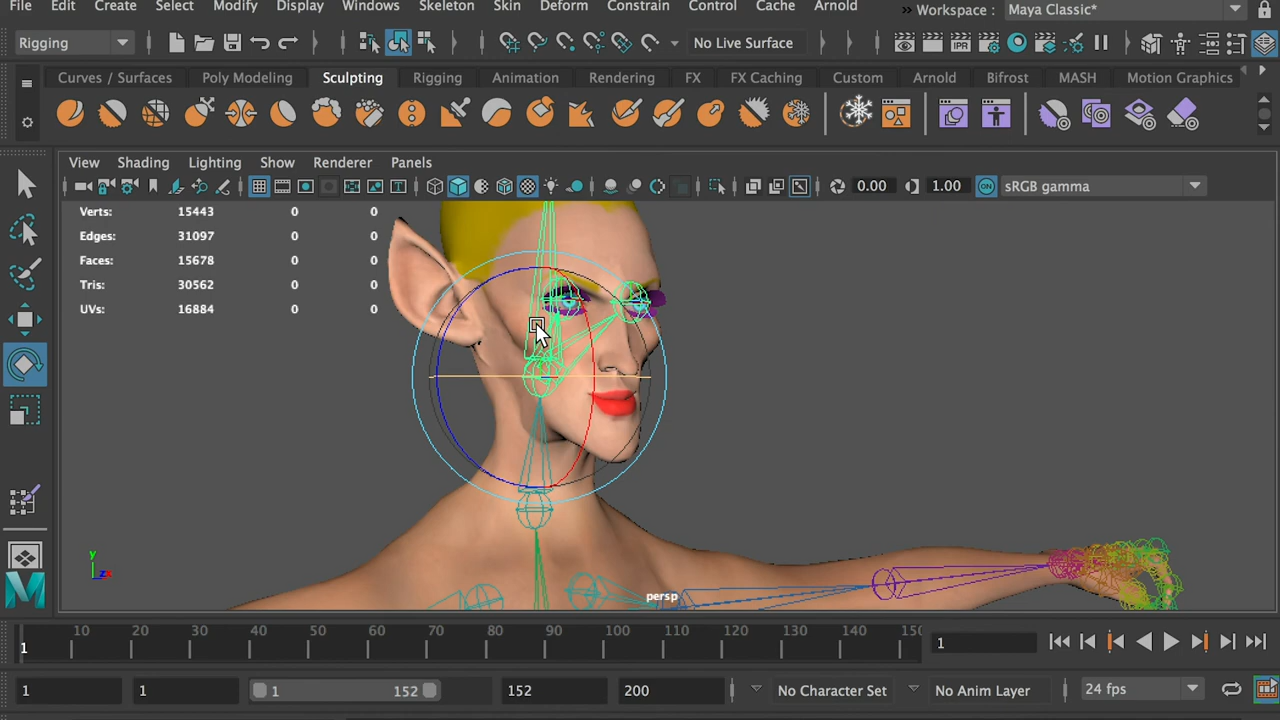 File Edit Create Select Modify Display Windows Skeleton Skin Deform Constrain Control Cache Arnold » Workspace : Maya Classic*
Rigging No Live Surface IPR
Curves / Surfaces Poly Modeling Sculpting Rigging Animation Rendering FX FX Caching Custom Arnold Bifrost MASH Motion Graphics
View Shading Lighting Show Renderer Panels
0.00 1.00 ON sRGB gamma
Verts: 15443 0 0
Edges: 31097 0 0
Faces: 15678 0 0
Tris: 30562 0 0
UVs: 16884 0 0
y
persp
10 20 30 40 50 60 70 80 90 100 110 120 130 140 150
1 1
1 1 1 152 152 200 No Character Set No Anim Layer 24 fps